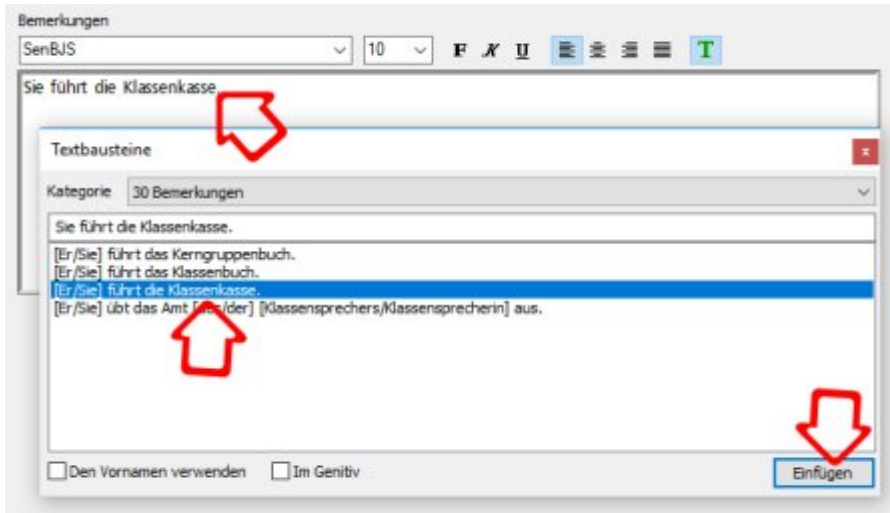 Bemerkungen
SenBJS 10 F K U T
Sie führt die Klassenkasse.
Textbausteine x
Kategorie 30 Bemerkungen
Sie führt die Klassenkasse.
[Er/Sie] führt das Kerngruppenbuch.
[Er/Sie] führt das Klassenbuch.
[Er/Sie] führt die Klassenkasse.
[Er/Sie] übt das Amt [des/der] [Klassensprechers/Klassensprecherin] aus.
Den Vornamen verwenden Im Genitiv Einfügen